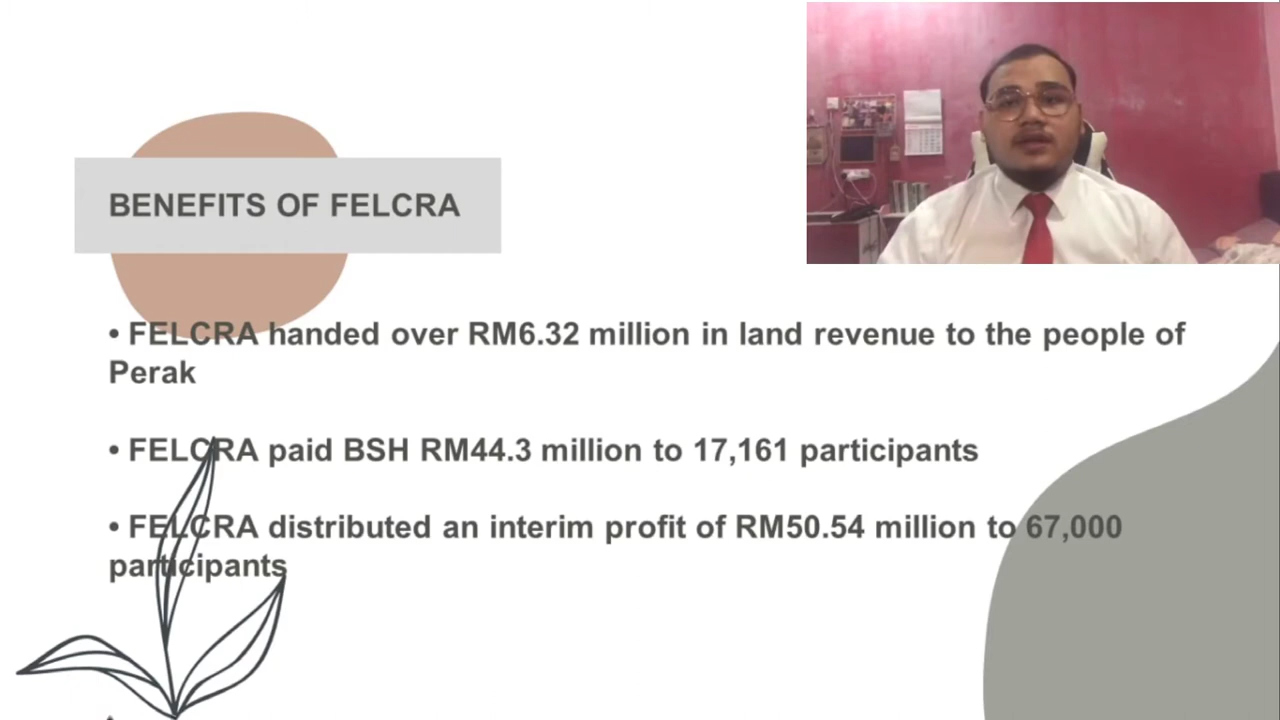 BENEFITS OF FELCRA
• FELCRA handed over RM6.32 million in land revenue to the people of
Perak
• FELCRA paid BSH RM44.3 million to 17,161 participants
• FELCRA distributed an interim profit of RM50.54 million to 67,000
participants